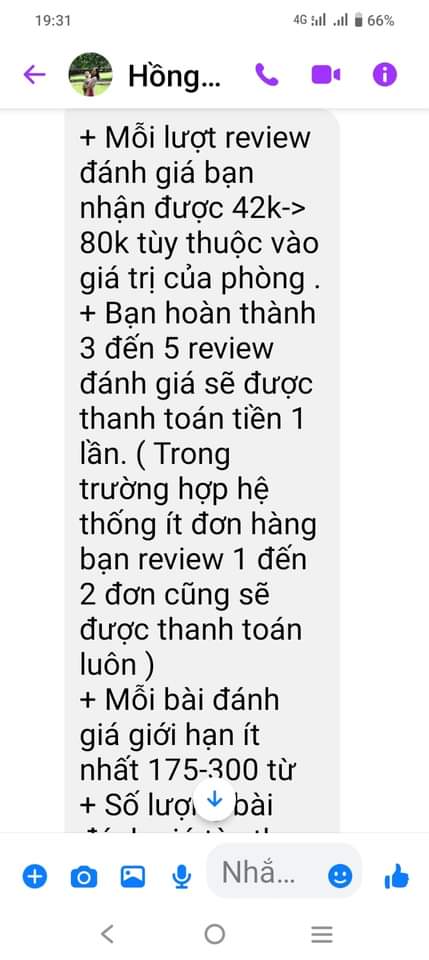 19:31
4G
66%
Hồng...
+ Mỗi lượt review
đánh giá bạn
nhận được 42k->
80k tùy thuộc vào
giá trị của phòng .
+ Bạn hoàn thành
3 đến 5 review
đánh giá sẽ được
thanh toán tiền 1
lần. ( Trong
trường hợp hệ
thống ít đơn hàng
bạn review 1 đến
2 đơn cũng sẽ
được thanh toán
luôn )
+ Mỗi bài đánh
giá giới hạn ít
nhất 175-300 từ
+ Số bài
Nhắ...